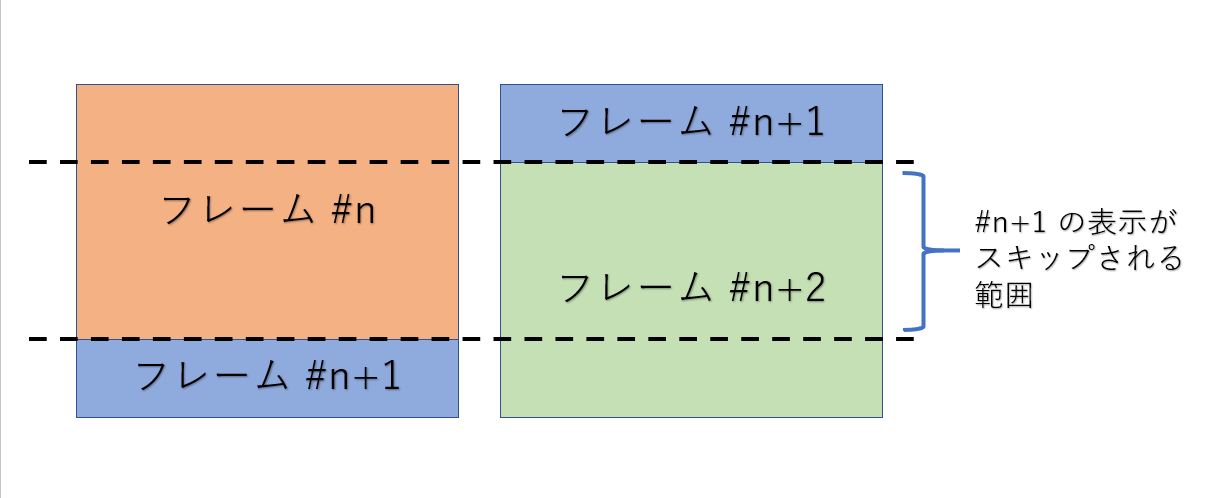 フレーム #n
フレーム #n+1
フレーム #n+1
フレーム #n+2
#n+1 の表示が
スキップされる
範囲